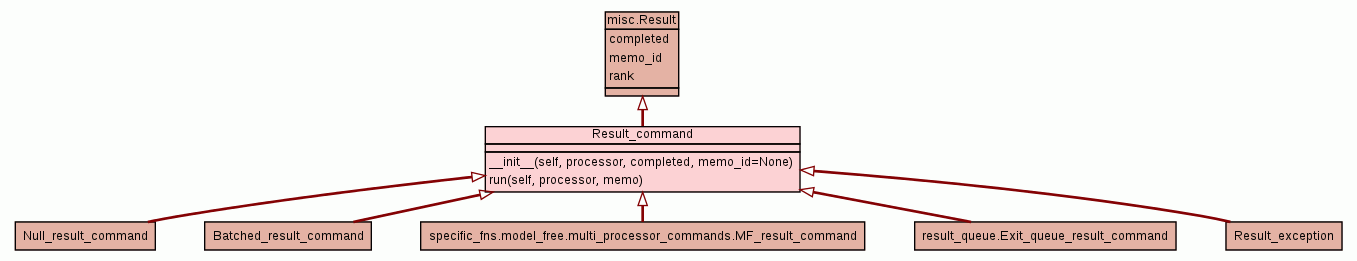 misc.Result
completed
memo_id
rank
Result_command
__init__(self, processor, completed, memo_id=None)
run(self, processor, memo)
Null_result_command
Batched_result_command
specific_fns.model_free.multi_processor_commands.MF_result_command
result_queue.Exit_queue_result_command
Result_exception